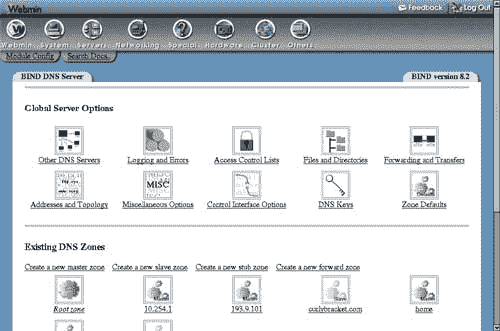 Webmin
Feedback Log Out
Webmin System Servers Networking Special Hardware Cluster Others
Module Config Search Docs..
BIND DNS Server BIND version 8.2
Global Server Options
Other DNS Servers Logging and Errors Access Control Lists Files and Directories Forwarding and Transfers
MISC
Addresses and Topology Miscellaneous Options Control Interface Options DNS Keys Zone Defaults
Existing DNS Zones
Create a new master zone Create a new slave zone Create a new stub zone Create a new forward zone
Root zone 10.254.1 193.9.101 curlybracket.com home